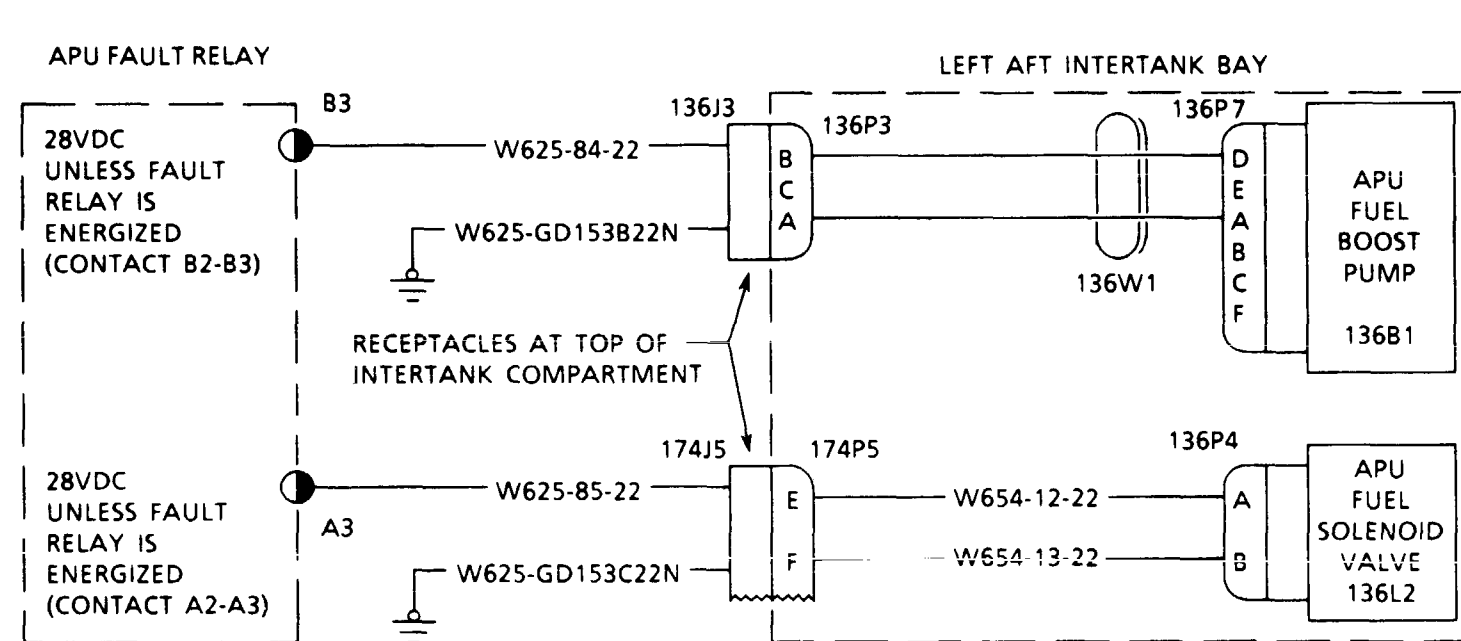 APU FAULT RELAY
LEFT AFT INTERTANK BAY
B3
136J3
136P3
136P7
28VDC
UNLESS FAULT
RELAY IS
ENERGIZED
(CONTACT B2-B3)
W625-84-22
W625-GD153B22N
B
C
A
136W1
D
E
A
B
C
F
APU
FUEL
BOOST
PUMP
136B1
RECEPTACLES AT TOP OF
INTERTANK COMPARTMENT
174J5
174P5
136P4
28VDC
UNLESS FAULT
RELAY IS
ENERGIZED
(CONTACT A2-A3)
A3
W625-85-22
W625-GD153C22N
E
F
W654-12-22
W654-13-22
A
B
APU
FUEL
SOLENOID
VALVE
136L2